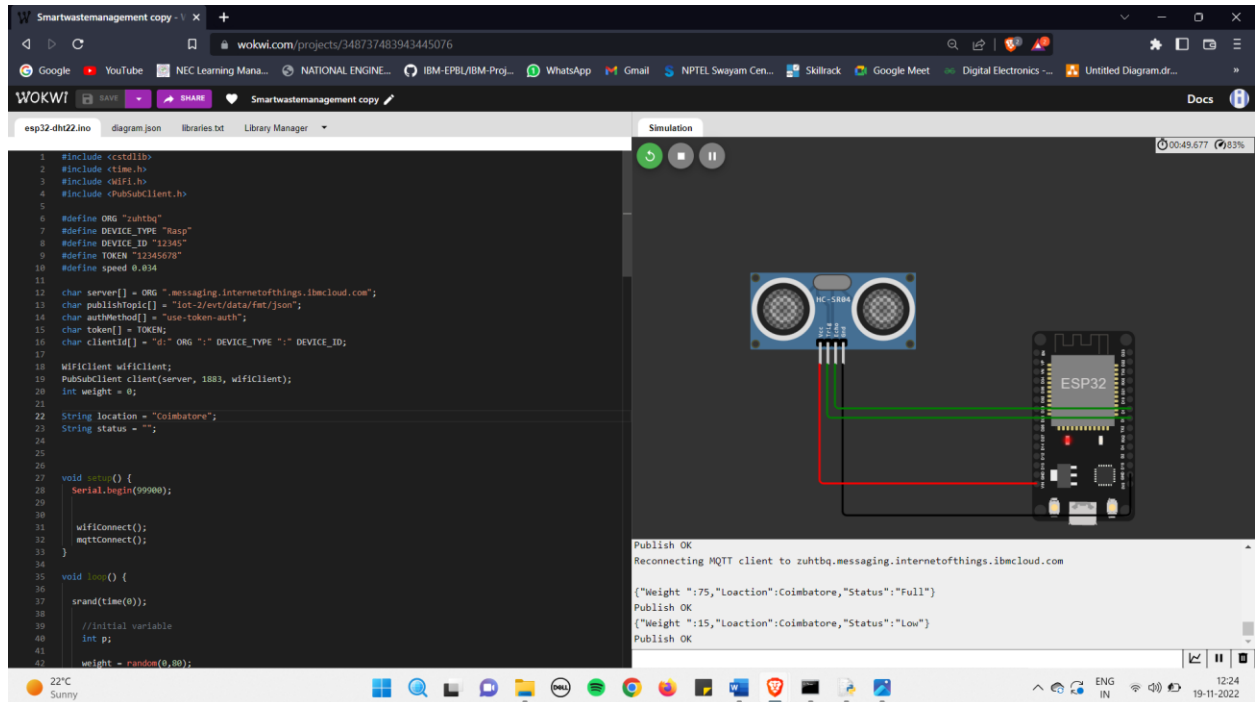 Smartwastemanagement copy - W
wokwi.com/projects/348737483943445076
Google YouTube NEC Learning Mana... NATIONAL ENGINE... IBM-EPBL/IBM-Proj... WhatsApp Gmail NPTEL Swayam Cen... Skillrack Google Meet Digital Electronics -... Untitled Diagram.dr... »
WOKWI SAVE SHARE Smartwastemanagement copy Docs
esp32-dht22.ino diagram.json libraries.txt Library Manager
1 #include <cstdlib>
2 #include <time.h>
3 #include <WiFi.h>
4 #include <PubSubClient.h>
5
6 #define ORG "zuhtbq"
7 #define DEVICE_TYPE "Rasp"
8 #define DEVICE_ID "12345"
9 #define TOKEN "12345678"
10 #define speed 0.034
11
12 char server[] = ORG ".messaging.internetofthings.ibmcloud.com";
13 char publishTopic[] = "iot-2/evt/data/fmt/json";
14 char authMethod[] = "use-token-auth";
15 char token[] = TOKEN;
16 char clientId[] = "d:" ORG ":" DEVICE_TYPE ":" DEVICE_ID;
17
18 WiFiClient wifiClient;
19 PubSubClient client(server, 1883, wifiClient);
20 int weight = 0;
21
22 String location = "Coimbatore";
23 String status = "";
24
25
26
27 void setup() {
28 Serial.begin(99900);
29
30
31 wifiConnect();
32 mqttConnect();
33 }
34
35 void loop() {
36
37 srand(time(0));
38
39 //initial variable
40 int p;
41
42 weight = random(0,80);
Simulation
00:49.677 83%
HC-SR04
Vcc
Trig
Echo
Gnd
ESP32
Publish OK
Reconnecting MQTT client to zuhtbq.messaging.internetofthings.ibmcloud.com
{"Weight ":75,"Loaction":Coimbatore,"Status":"Full"}
Publish OK
{"Weight ":15,"Loaction":Coimbatore,"Status":"Low"}
Publish OK
22°C
Sunny
DELL
ENG
IN
12:24
19-11-2022